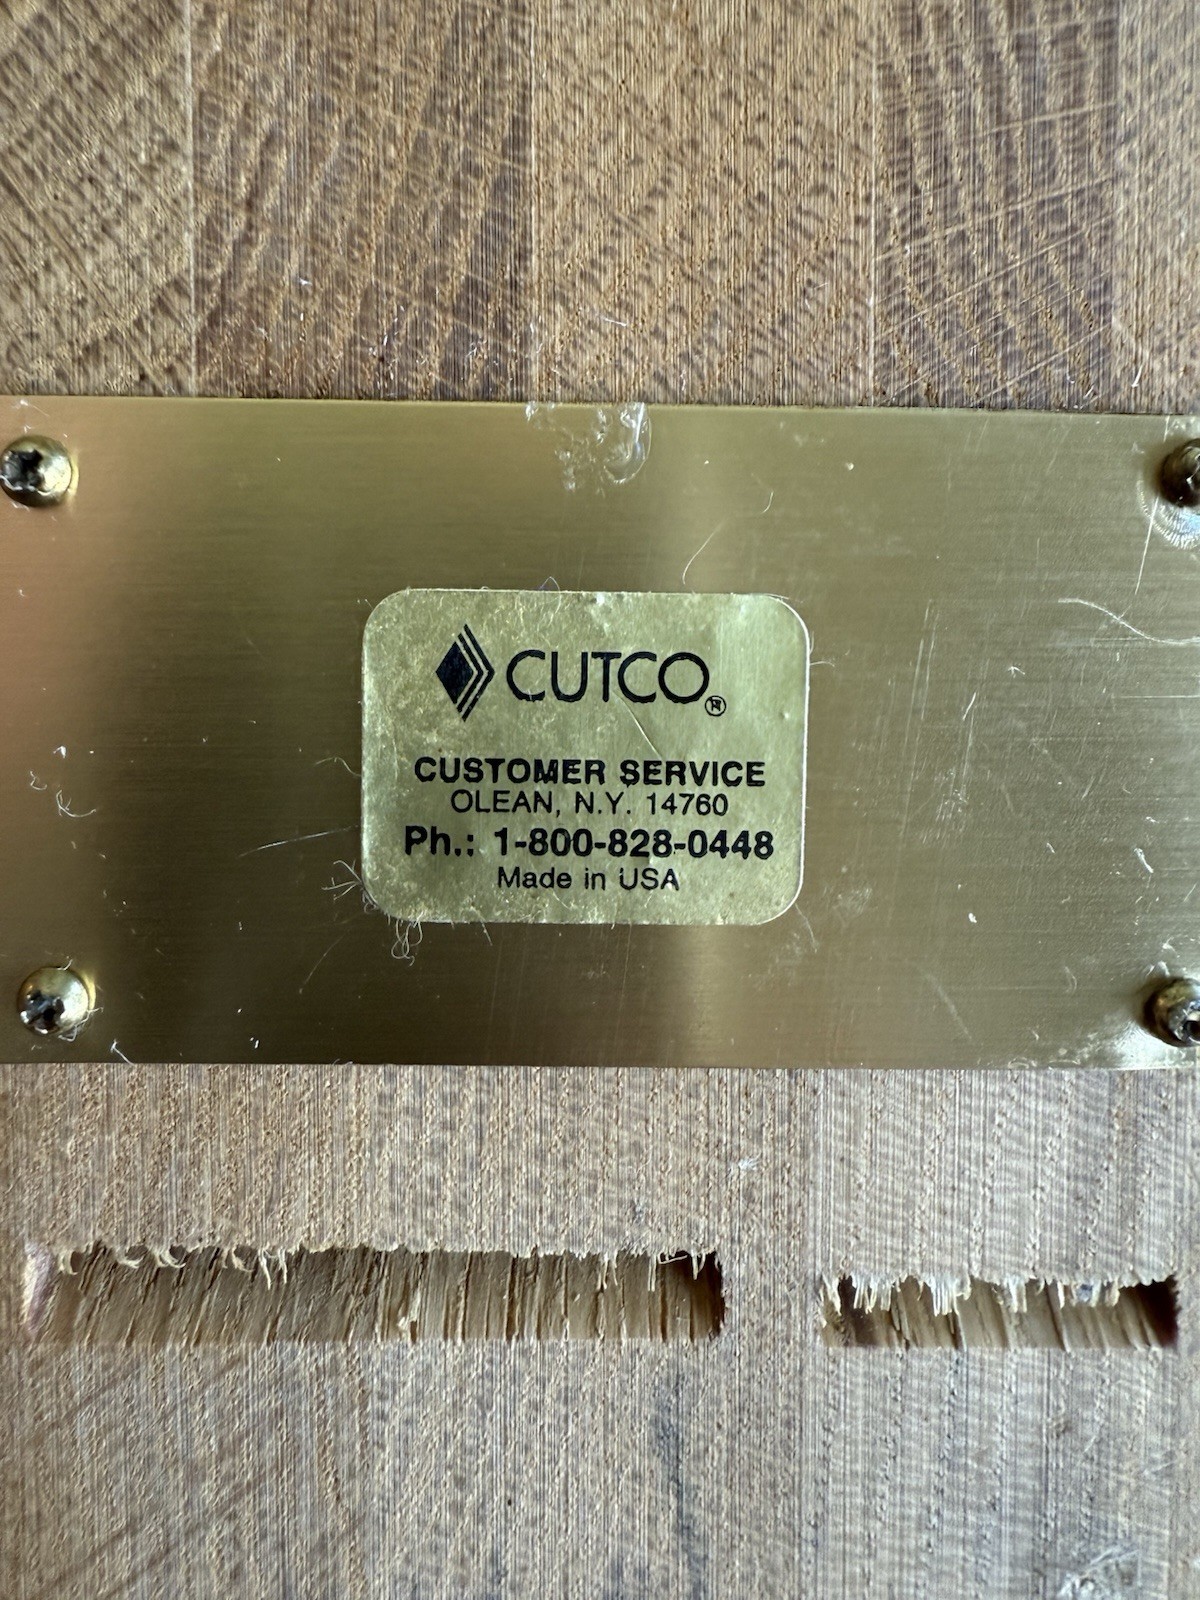 CUTCO®
CUSTOMER SERVICE
OLEAN, N.Y. 14760
Ph.: 1-800-828-0448
Made in USA